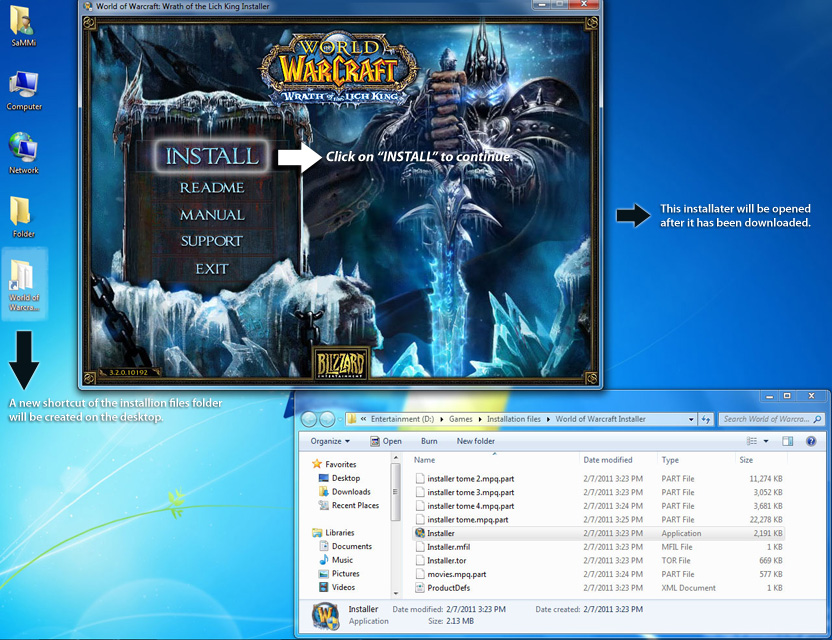 World of Warcraft: Wrath of the Lich King Installer
SaMMi
Computer
Network
Folder
World of
Warcra...
WORLD
WARCRAFT
WRATH OF THE LICH KING
INSTALL
Click on "INSTALL" to continue.
README
MANUAL
SUPPORT
EXIT
3.2.0.10192
BLIZZARD
ENTERTAINMENT
This installater will be opened
after it has been downloaded.
A new shortcut of the installion files folder
will be created on the desktop.
Entertainment (D:) Games Installation files World of Warcraft Installer
Search World of Warcra...
Organize Open Burn New folder
Favorites
Desktop
Downloads
Recent Places
Libraries
Documents
Music
Pictures
Videos
Name Date modified Type Size
installer tome 2.mpq.part 2/7/2011 3:23 PM PART File 11,274 KB
installer tome 3.mpq.part 2/7/2011 3:23 PM PART File 3,052 KB
installer tome 4.mpq.part 2/7/2011 3:24 PM PART File 3,681 KB
installer tome.mpq.part 2/7/2011 3:25 PM PART File 22,278 KB
Installer 2/7/2011 3:23 PM Application 2,191 KB
Installer.mfil 2/7/2011 3:23 PM MFIL File 1 KB
Installer.tor 2/7/2011 3:23 PM TOR File 669 KB
movies.mpq.part 2/7/2011 3:24 PM PART File 577 KB
ProductDefs 2/7/2011 3:23 PM XML Document 1 KB
Installer Date modified: 2/7/2011 3:23 PM Date created: 2/7/2011 3:23 PM
Application Size: 2.13 MB